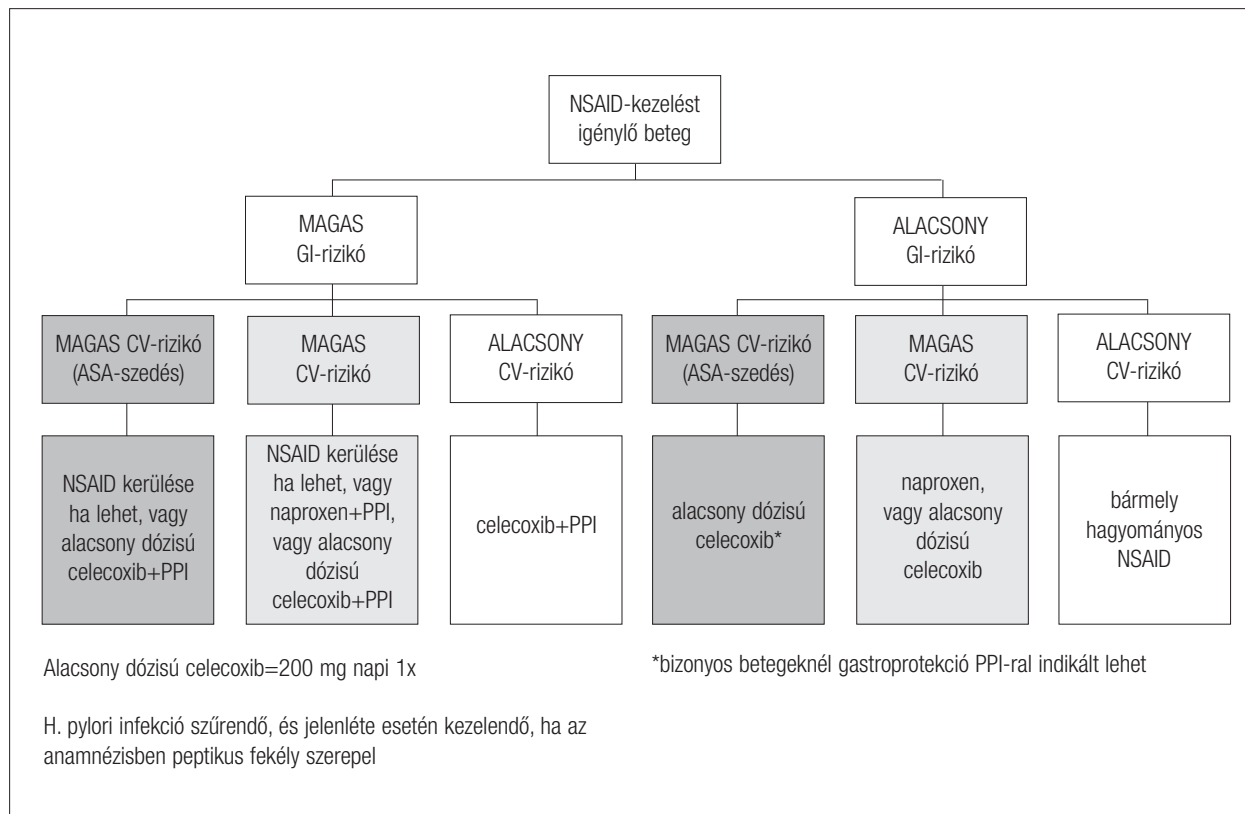 NSAID-kezelést
igénylő beteg
MAGAS
GI-rizikó
ALACSONY
GI-rizikó
MAGAS CV-rizikó
(ASA-szedés)
MAGAS
CV-rizikó
ALACSONY
CV-rizikó
MAGAS CV-rizikó
(ASA-szedés)
MAGAS
CV-rizikó
ALACSONY
CV-rizikó
NSAID kerülése
ha lehet, vagy
alacsony dózisú
celecoxib+PPI
NSAID kerülése
ha lehet, vagy
naproxen+PPI,
vagy alacsony
dózisú
celecoxib+PPI
celecoxib+PPI
alacsony dózisú
celecoxib*
naproxen,
vagy alacsony
dózisú
celecoxib
bármely
hagyományos
NSAID
Alacsony dózisú celecoxib=200 mg napi 1x
*bizonyos betegeknél gastroprotekció PPI-ral indikált lehet
H. pylori infekció szűrendő, és jelenléte esetén kezelendő, ha az
anamnézisben peptikus fekély szerepel